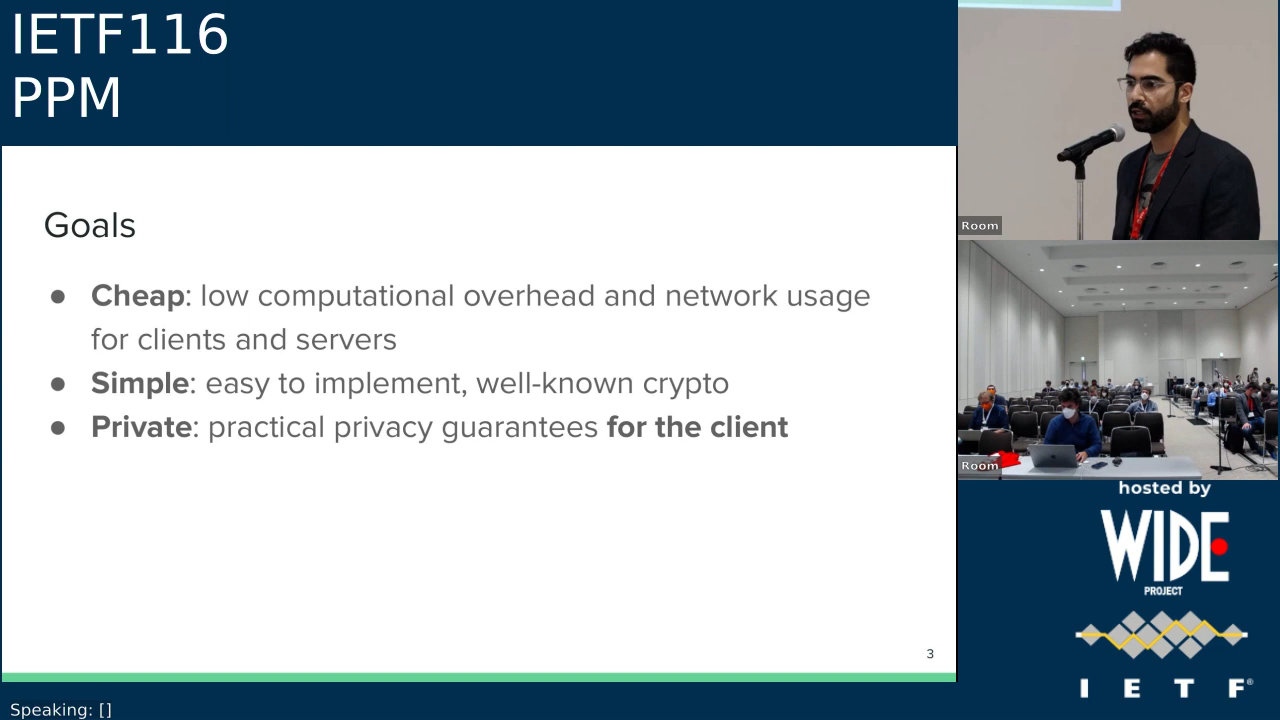 IETF116
PPM
Goals
● Cheap: low computational overhead and network usage
for clients and servers
● Simple: easy to implement, well-known crypto
● Private: practical privacy guarantees for the client
3
Speaking: []
Room
Room
hosted by
WIDE
PROJECT
I E T F®